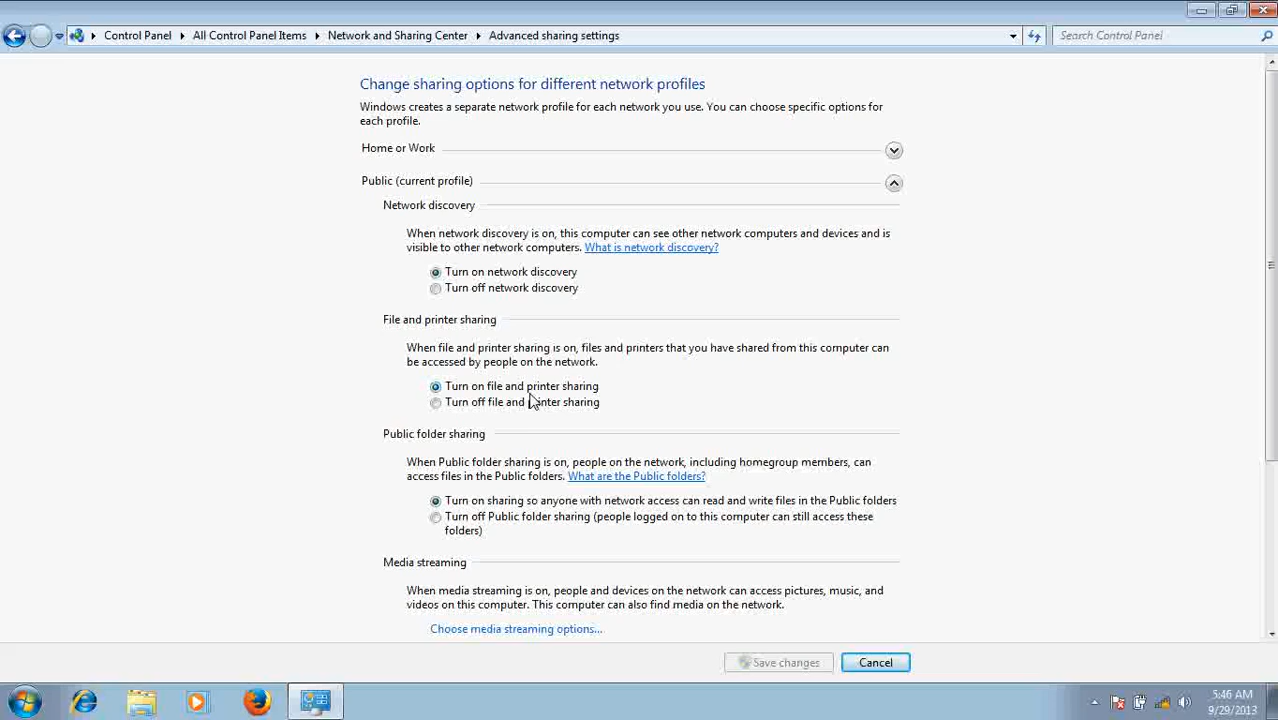 Control Panel All Control Panel Items Network and Sharing Center Advanced sharing settings Search Control Panel
Change sharing options for different network profiles
Windows creates a separate network profile for each network you use. You can choose specific options for
each profile.
Home or Work
Public (current profile)
Network discovery
When network discovery is on, this computer can see other network computers and devices and is
visible to other network computers. What is network discovery?
Turn on network discovery
Turn off network discovery
File and printer sharing
When file and printer sharing is on, files and printers that you have shared from this computer can
be accessed by people on the network.
Turn on file and printer sharing
Turn off file and printer sharing
Public folder sharing
When Public folder sharing is on, people on the network, including homegroup members, can
access files in the Public folders. What are the Public folders?
Turn on sharing so anyone with network access can read and write files in the Public folders
Turn off Public folder sharing (people logged on to this computer can still access these
folders)
Media streaming
When media streaming is on, people and devices on the network can access pictures, music, and
videos on this computer. This computer can also find media on the network.
Choose media streaming options...
Save changes Cancel
5:46 AM
9/29/2013